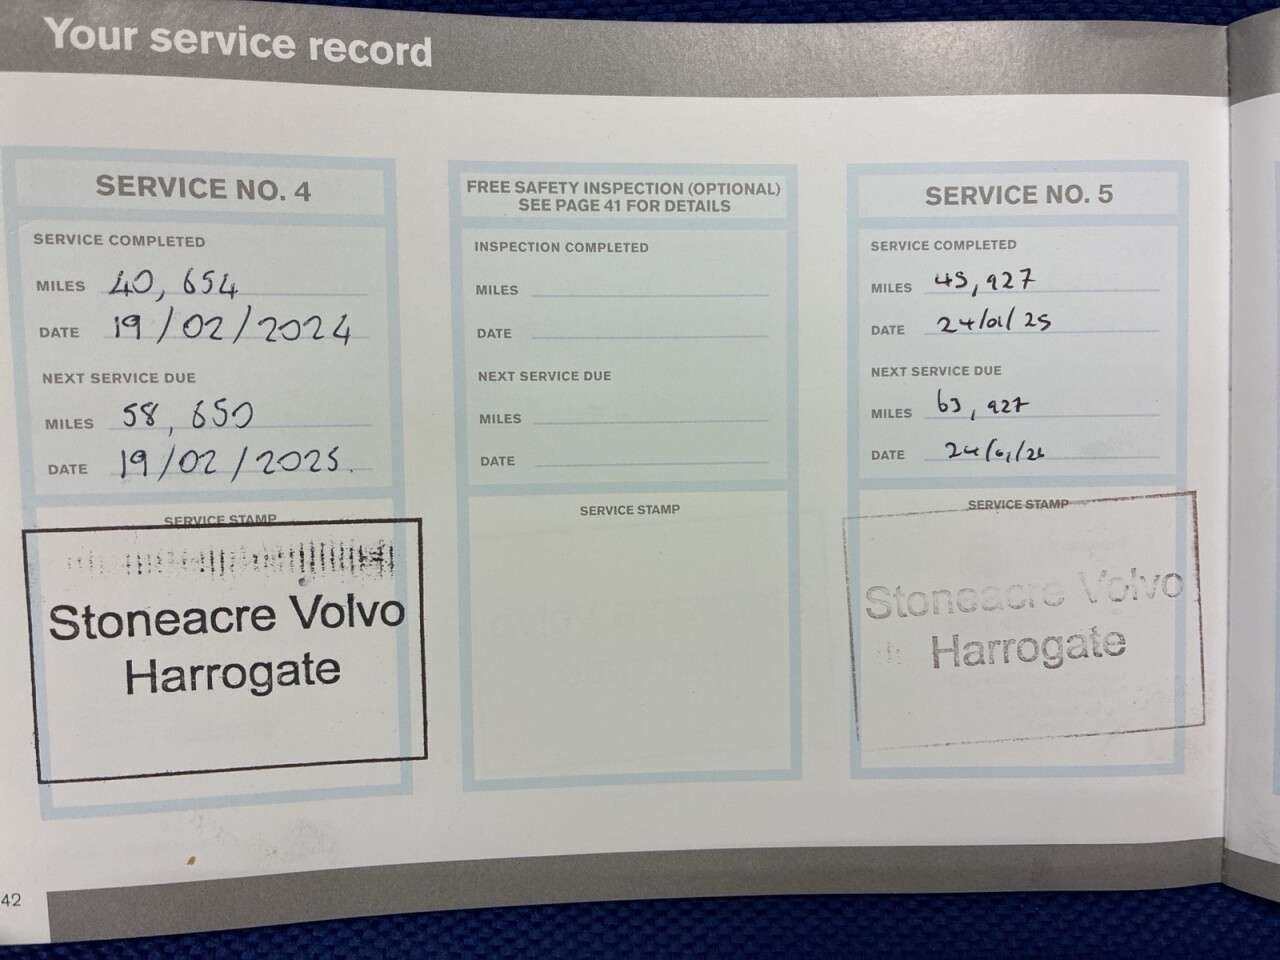 Your service record
SERVICE NO. 4
SERVICE COMPLETED
MILES 40, 654
DATE 19/02/2024
NEXT SERVICE DUE
MILES 58, 650
DATE 19/02/2025.
SERVICE STAMP
Stoneacre Volvo
Harrogate
FREE SAFETY INSPECTION (OPTIONAL)
SEE PAGE 41 FOR DETAILS
INSPECTION COMPLETED
MILES
DATE
NEXT SERVICE DUE
MILES
DATE
SERVICE STAMP
SERVICE NO. 5
SERVICE COMPLETED
MILES 45, 927
DATE 24/01/25
NEXT SERVICE DUE
MILES 63, 927
DATE 24/01/26
SERVICE STAMP
Stoneacre Volvo
Harrogate
42